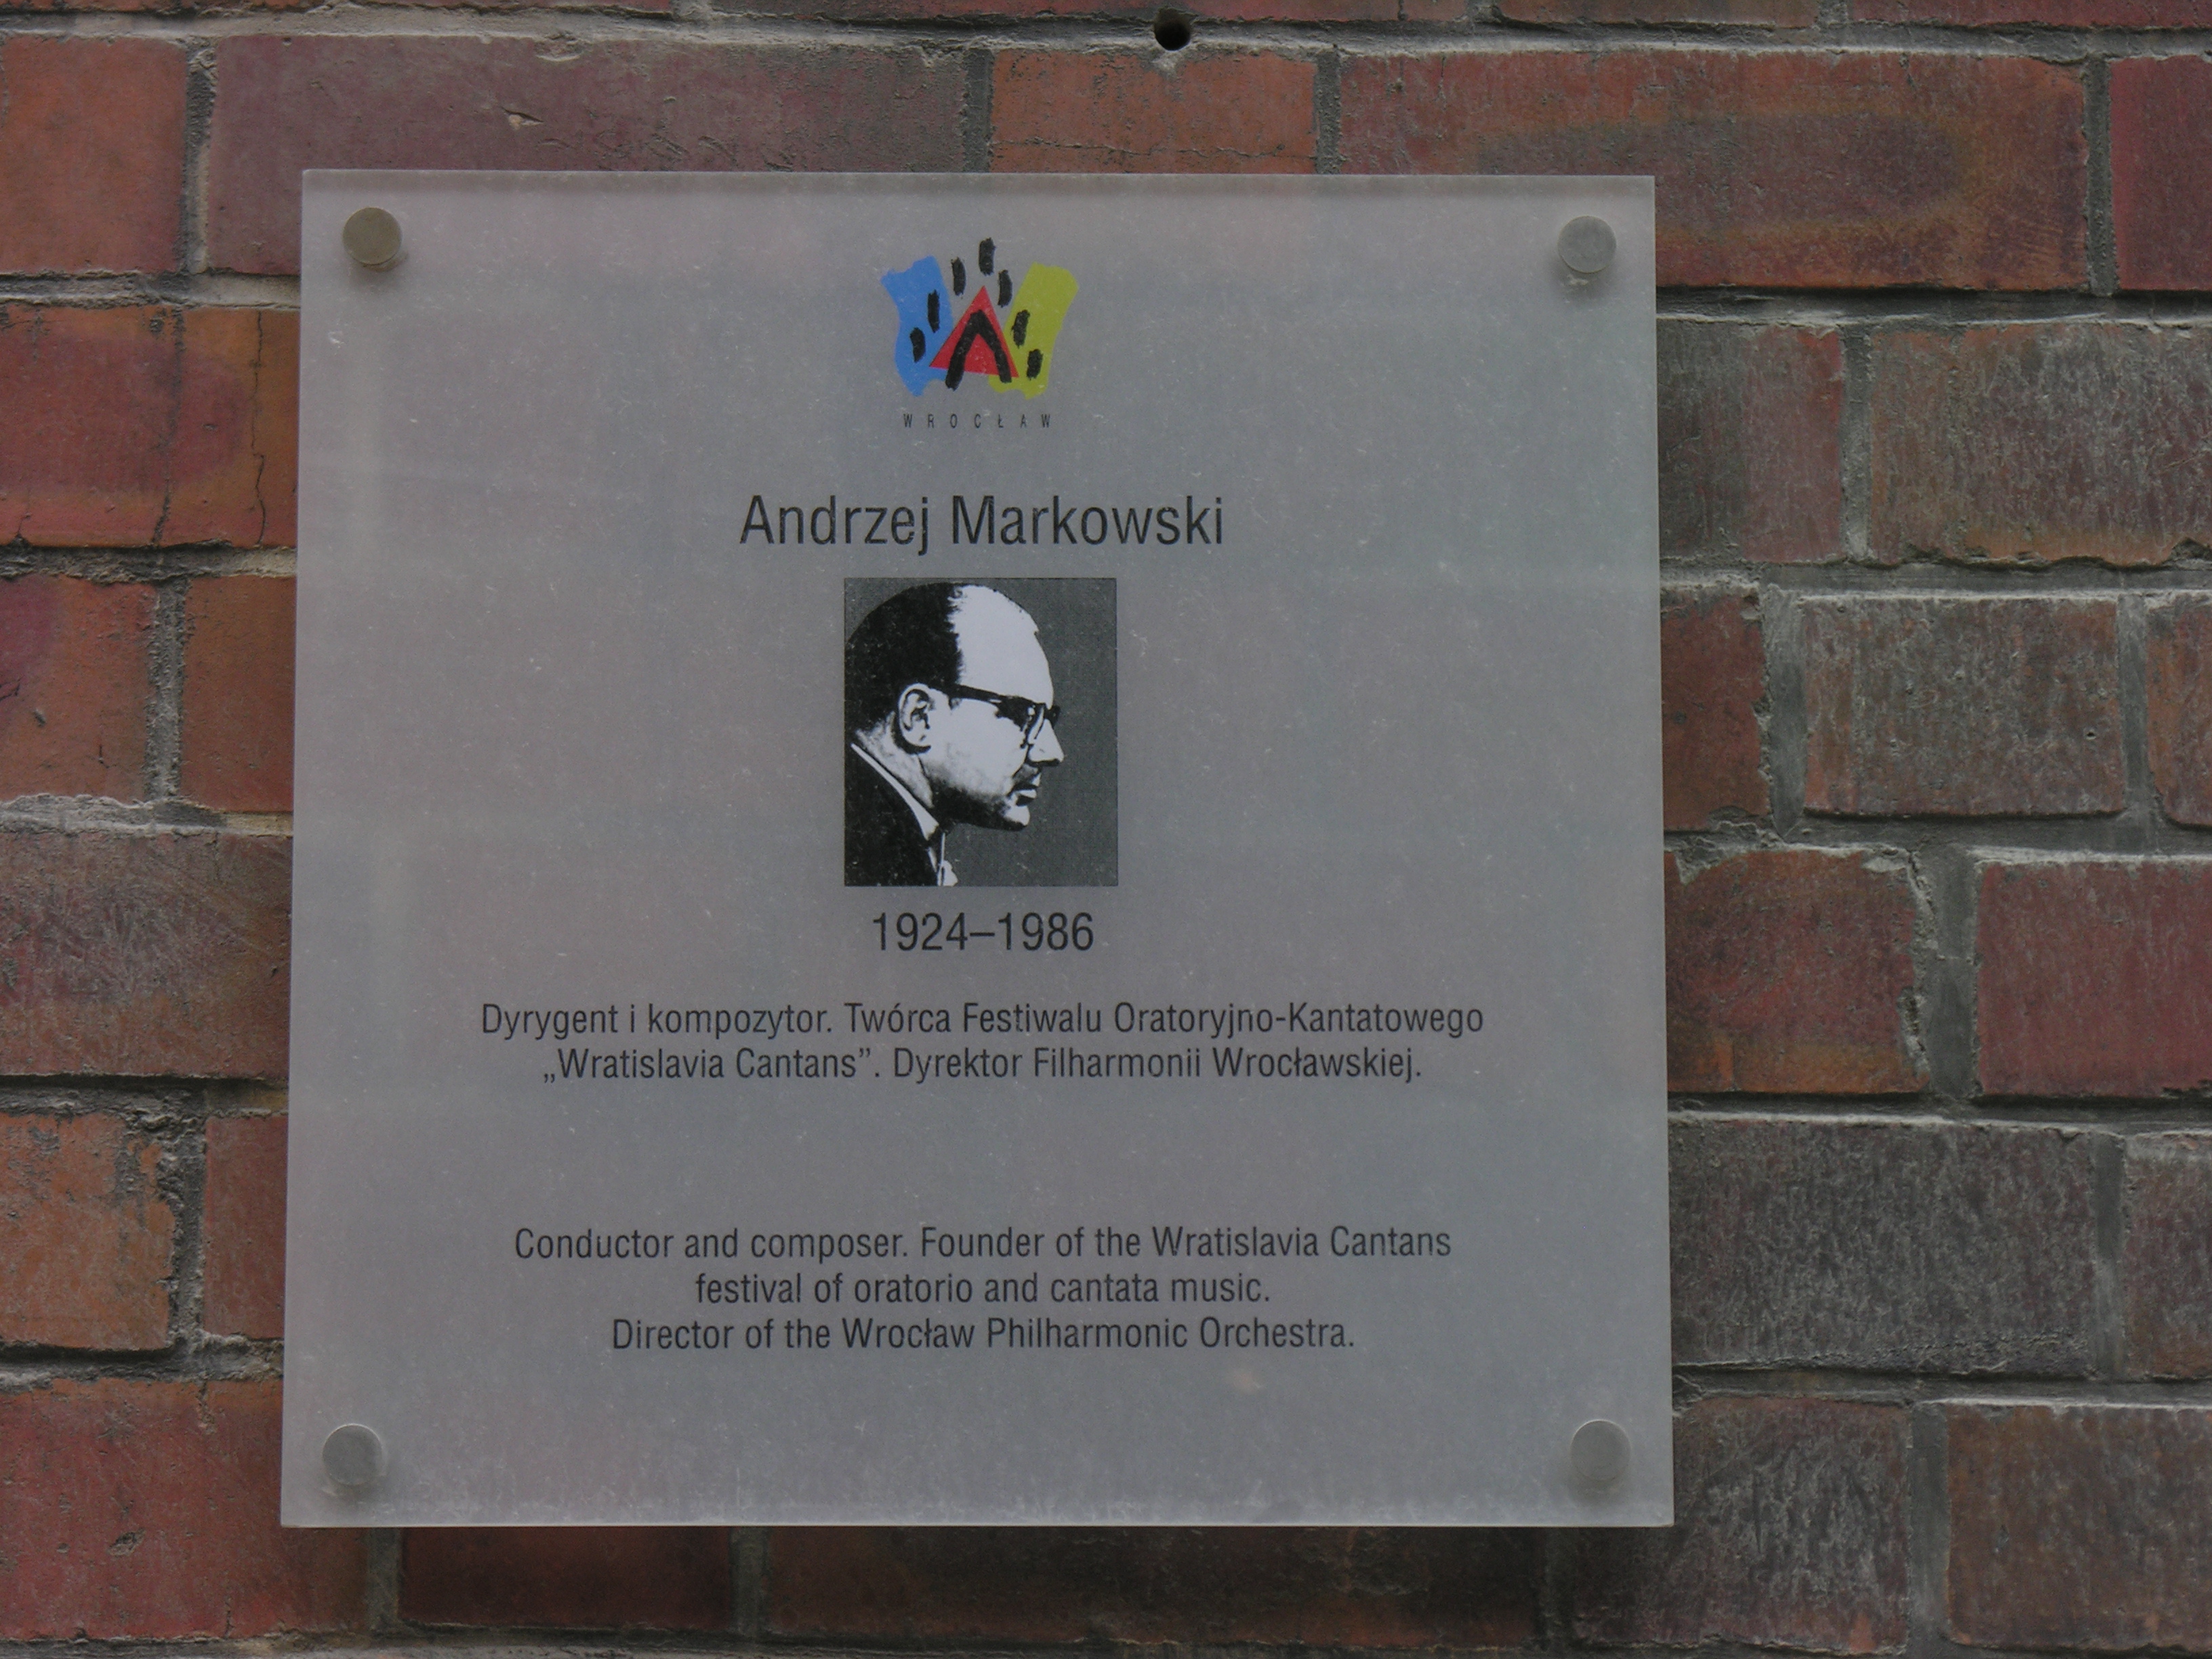 WROCŁAW
Andrzej Markowski
1924–1986
Dyrygent i kompozytor. Twórca Festiwalu Oratoryjno-Kantatowego
„Wratislavia Cantans”. Dyrektor Filharmonii Wrocławskiej.
Conductor and composer. Founder of the Wratislavia Cantans
festival of oratorio and cantata music.
Director of the Wrocław Philharmonic Orchestra.